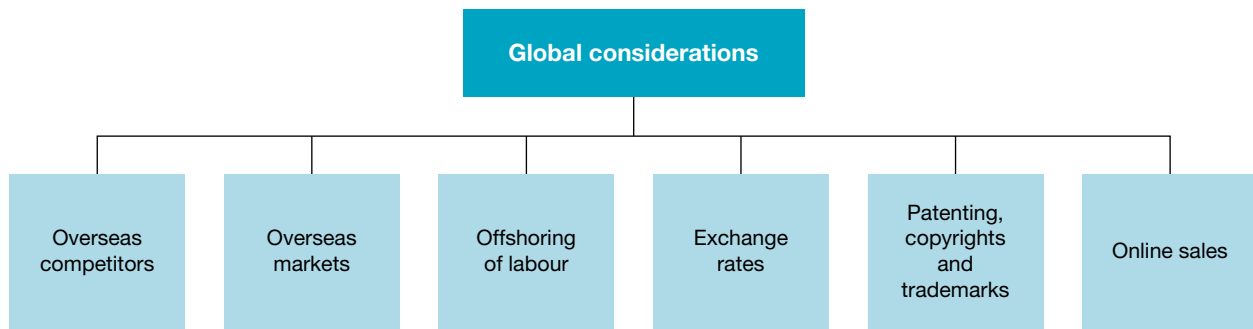 Global considerations
Overseas
competitors
Overseas
markets
Offshoring
of labour
Exchange
rates
Patenting,
copyrights
and
trademarks
Online sales